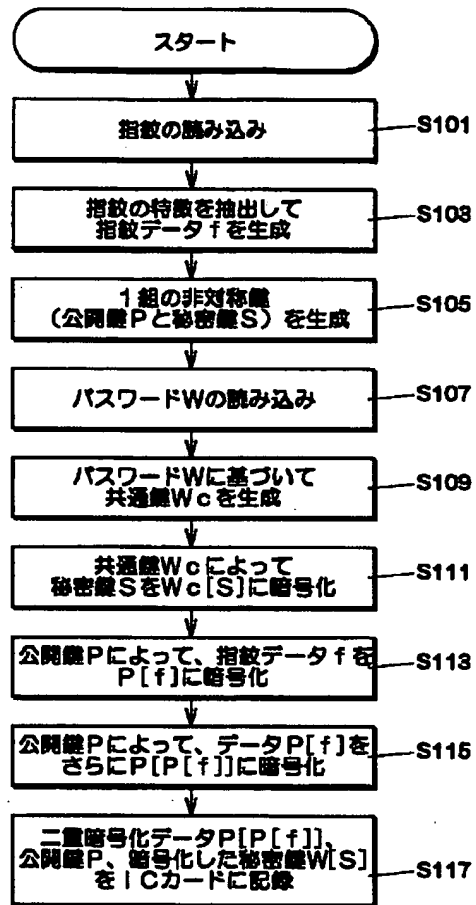 スタート
指紋の読み込み
S101
指紋の特徴を抽出して
指紋データfを生成
S103
1組の非対称鍵
(公開鍵Pと秘密鍵S)を生成
S105
パスワードWの読み込み
S107
パスワードWに基づいて
共通鍵Wcを生成
S109
共通鍵Wcによって
秘密鍵SをWc[S]に暗号化
S111
公開鍵Pによって、指紋データfを
P[f]に暗号化
S113
公開鍵Pによって、データP[f]を
さらにP[P[f]]に暗号化
S115
二重暗号化データP[P[f]]、
公開鍵P、暗号化した秘密鍵W[S]
をICカードに記録
S117